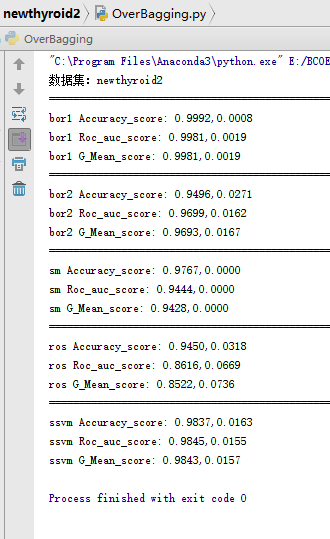 newthyroid2 OverBagging.py
OverBagging
"C:\Program Files\Anaconda3\python.exe" E:/BCOE
数据集: newthyroid2
bor1 Accuracy_score: 0.9992,0.0008
bor1 Roc_auc_score: 0.9981,0.0019
bor1 G_Mean_score: 0.9981,0.0019
bor2 Accuracy_score: 0.9496,0.0271
bor2 Roc_auc_score: 0.9699,0.0162
bor2 G_Mean_score: 0.9693,0.0167
sm Accuracy_score: 0.9767,0.0000
sm Roc_auc_score: 0.9444,0.0000
sm G_Mean_score: 0.9428,0.0000
ros Accuracy_score: 0.9450,0.0318
ros Roc_auc_score: 0.8616,0.0669
ros G_Mean_score: 0.8522,0.0736
ssvm Accuracy_score: 0.9837,0.0163
ssvm Roc_auc_score: 0.9845,0.0155
ssvm G_Mean_score: 0.9843,0.0157
Process finished with exit code 0